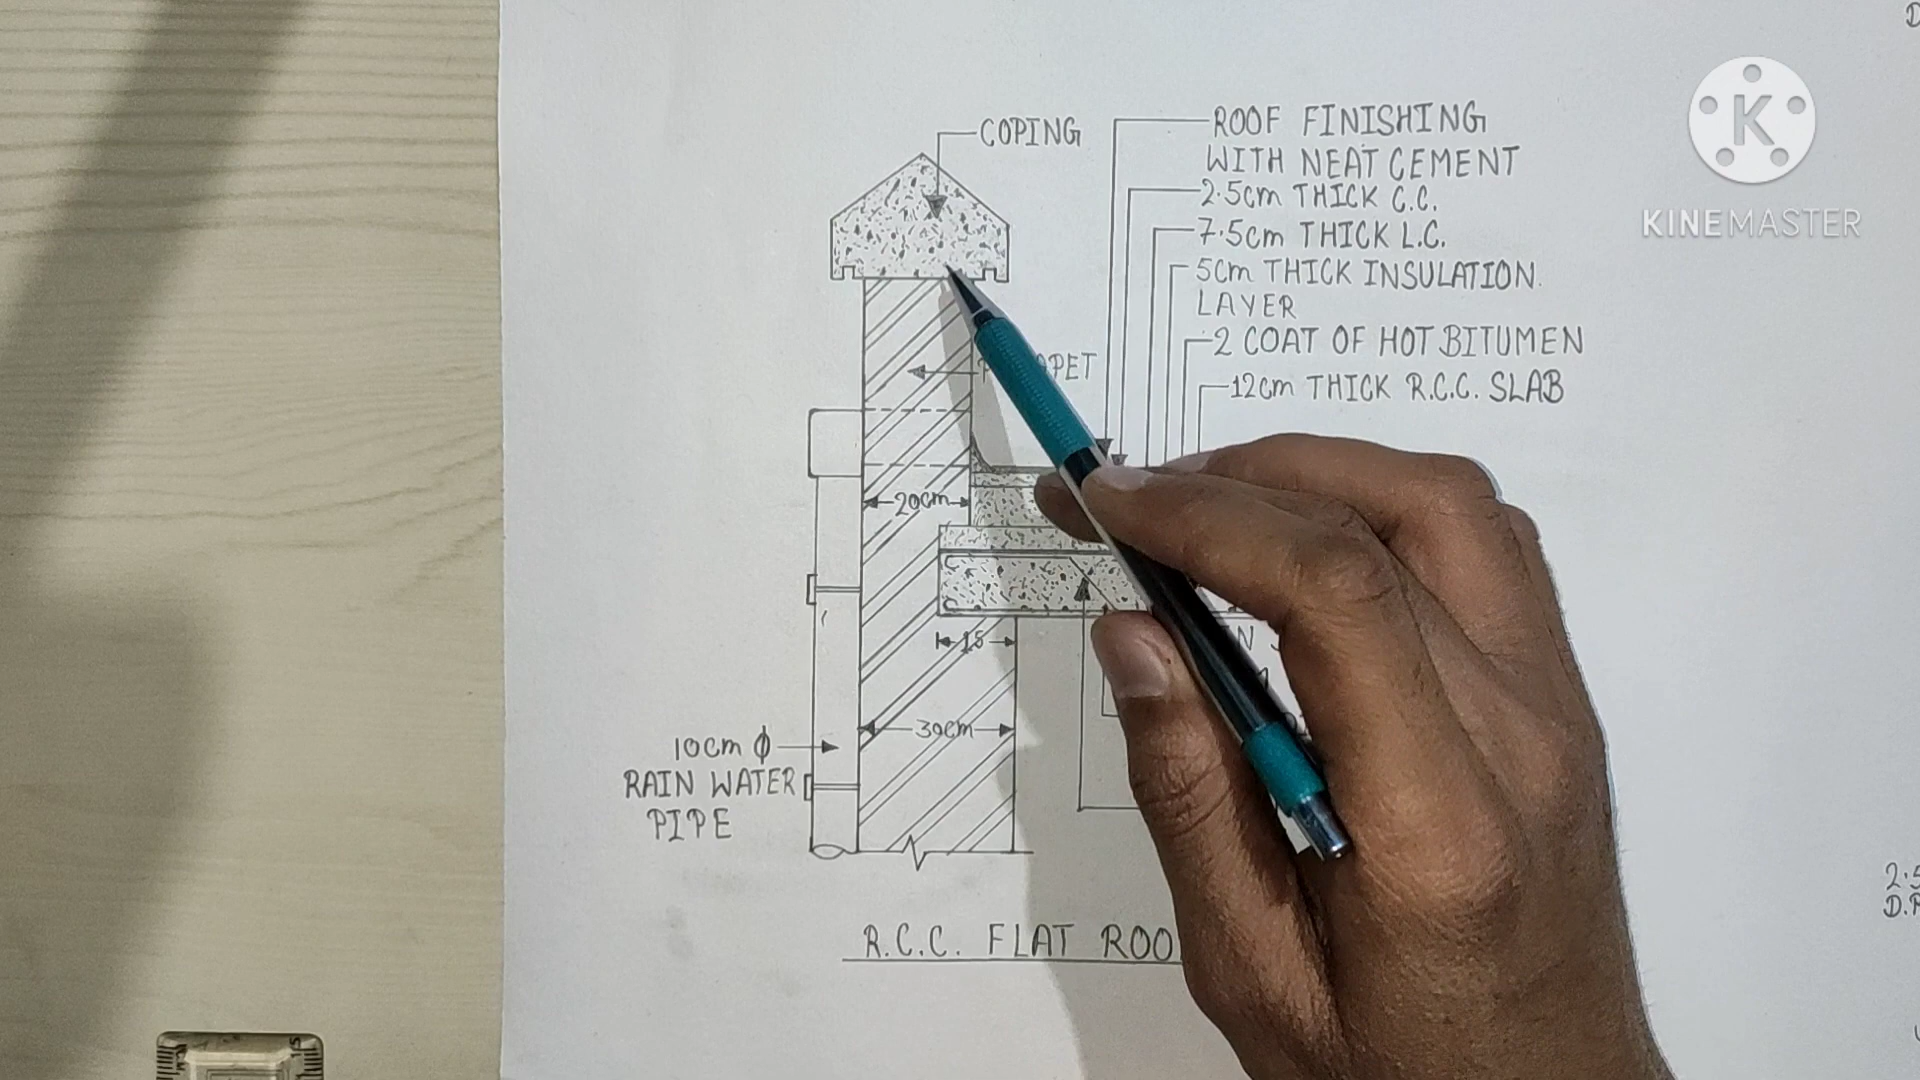 COPING
ROOF FINISHING
WITH NEAT CEMENT
2.5cm THICK C.C.
7.5cm THICK L.C.
5cm THICK INSULATION
LAYER
2 COAT OF HOT BITUMEN
12cm THICK R.C.C. SLAB
KINEMASTER
20cm
15
30cm
10cm ϕ
RAIN WATER
PIPE
R.C.C. FLAT